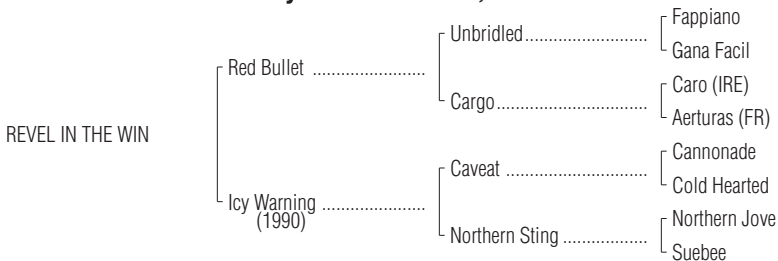 Fappiano
Unbridled..............................
Gana Facil
Red Bullet ...........................
Caro (IRE)
Cargo.....................................
Aerturas (FR)
REVEL IN THE WIN
Cannonade
Caveat ..................................
Cold Hearted
Icy Warning .........................
(1990)
Northern Jove
Northern Sting ....................
Suebee